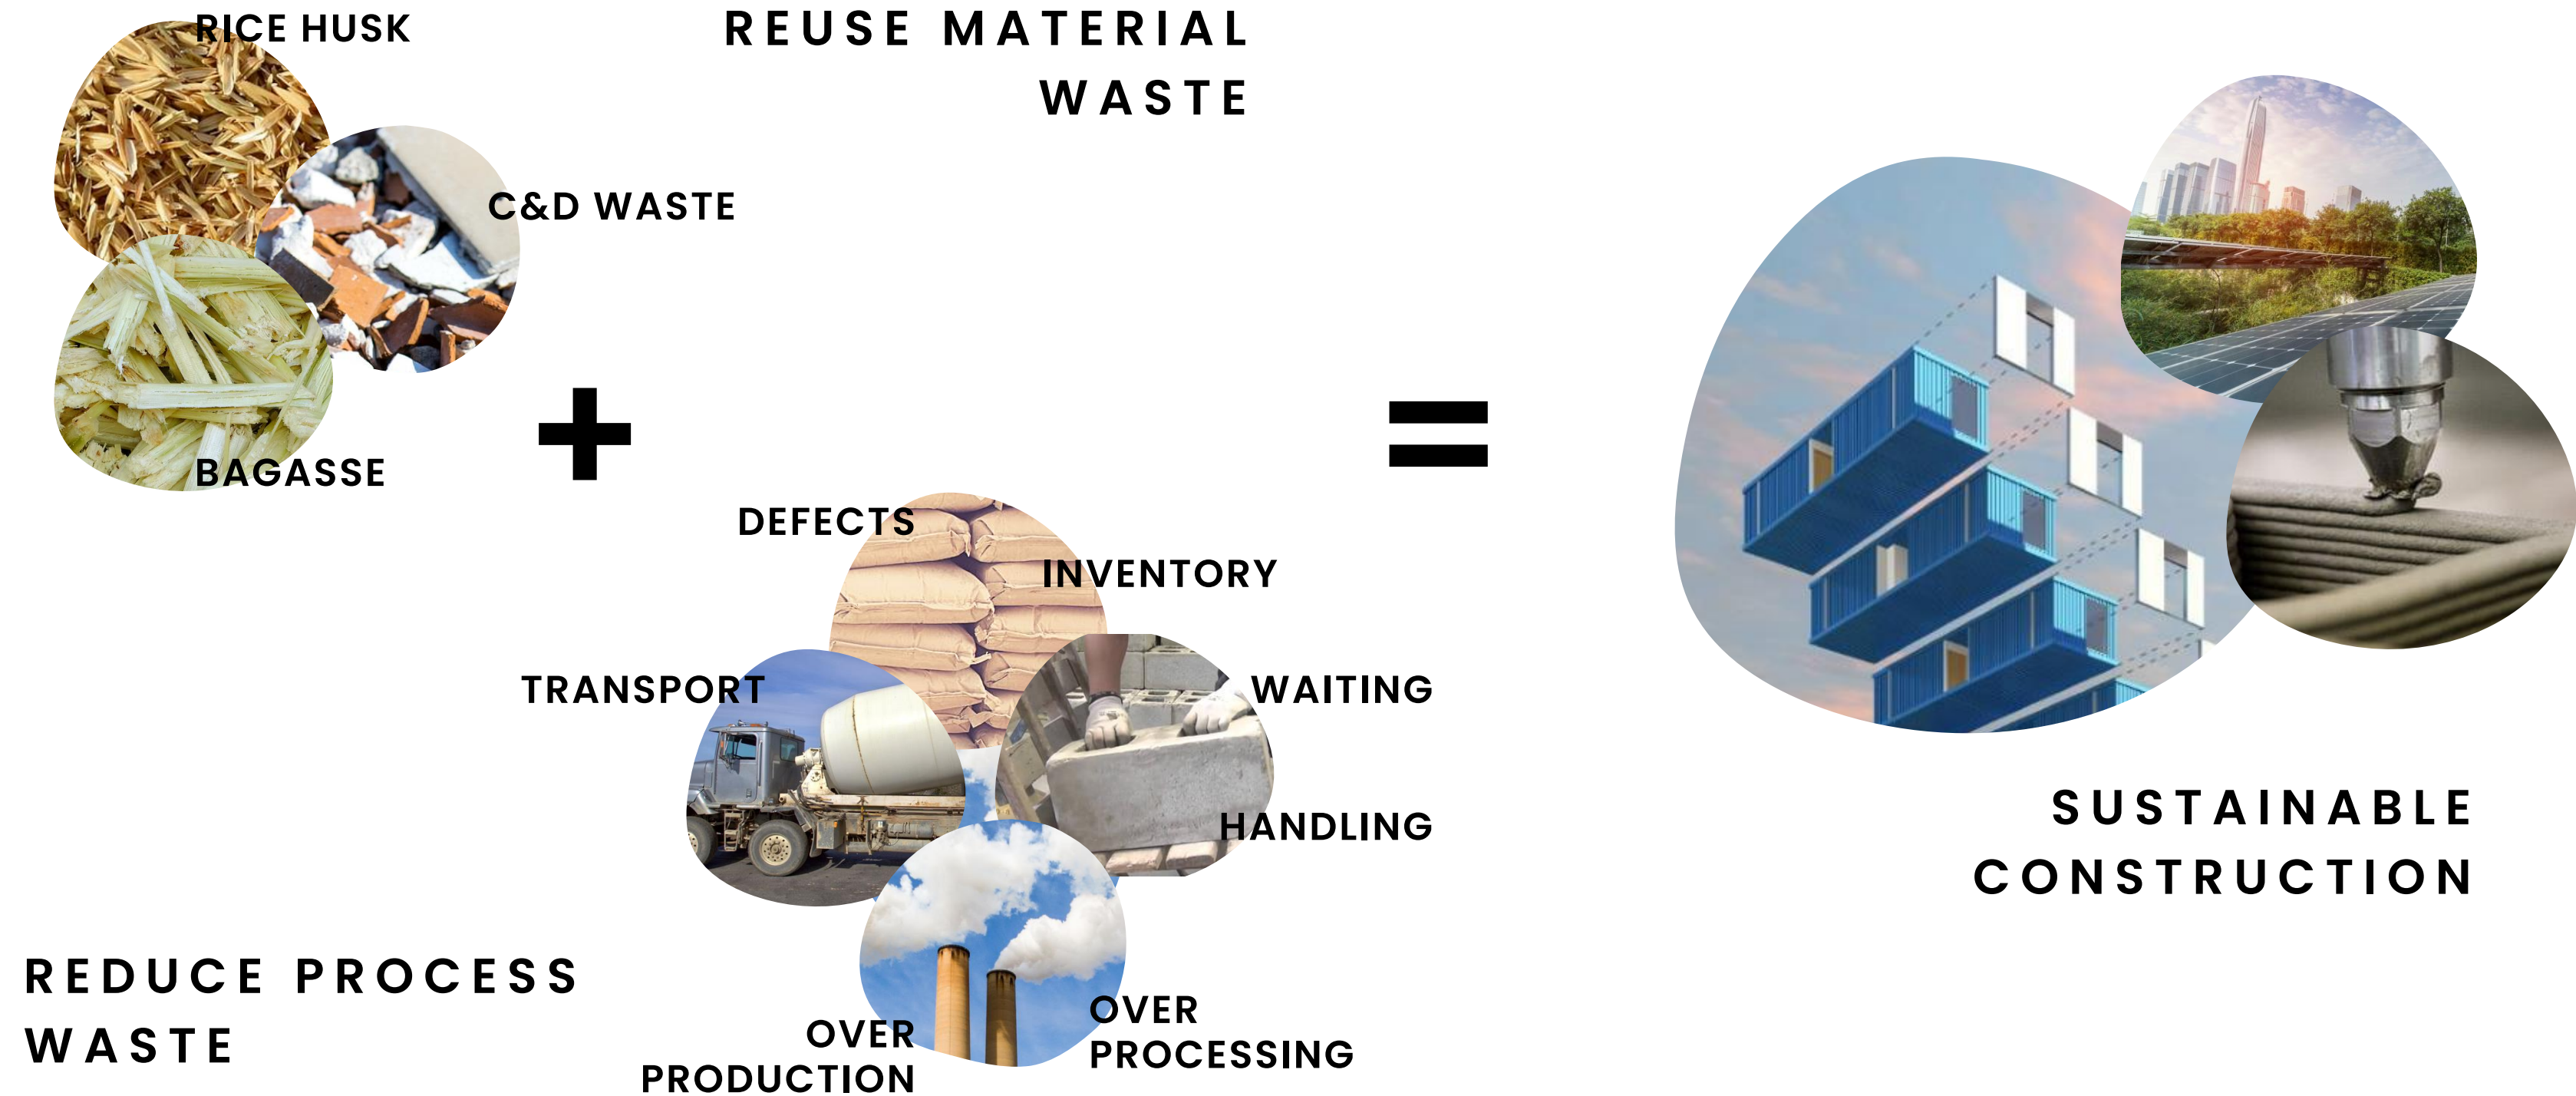 RICE HUSK
REUSE MATERIAL
WASTE
C&D WASTE
BAGASSE
+
=
DEFECTS
INVENTORY
TRANSPORT
WAITING
HANDLING
OVER
PRODUCTION
OVER
PROCESSING
REDUCE PROCESS
WASTE
SUSTAINABLE
CONSTRUCTION